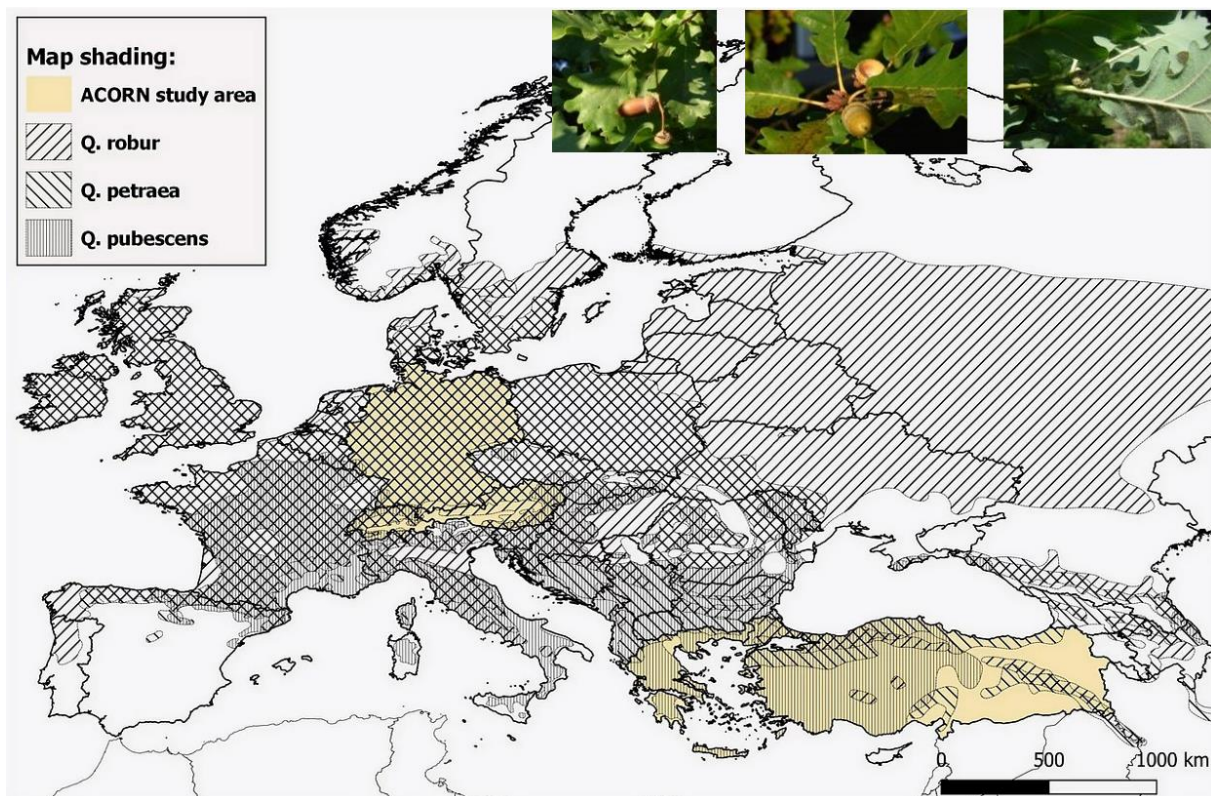 Map shading:
ACORN study area
Q. robur
Q. petraea
Q. pubescens
0 500 1000 km